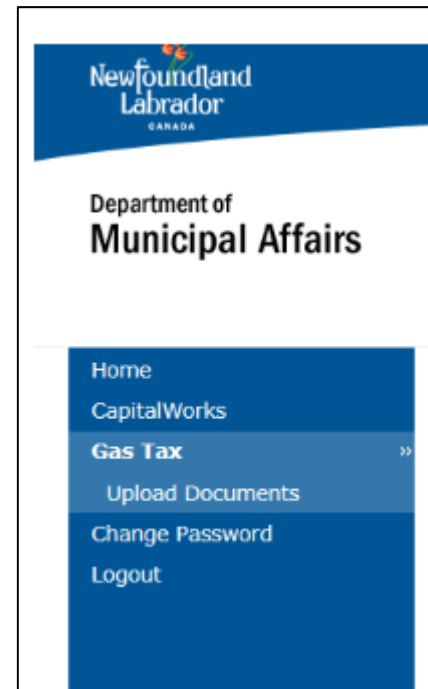 Newfoundland
Labrador
CANADA
Department of
Municipal Affairs
Home
CapitalWorks
Gas Tax »
Upload Documents
Change Password
Logout